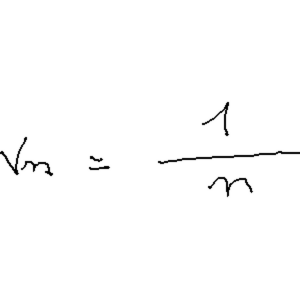 Vn = 1/n